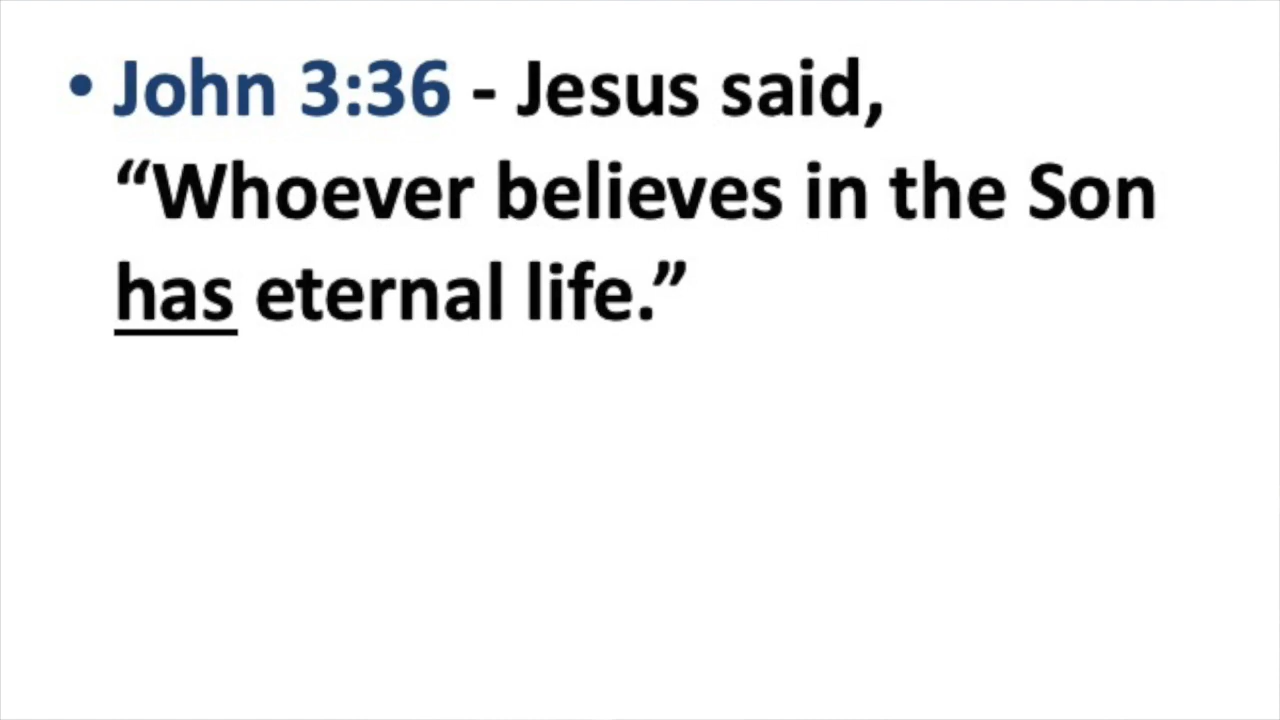 • John 3:36 - Jesus said,
“Whoever believes in the Son
has eternal life.”